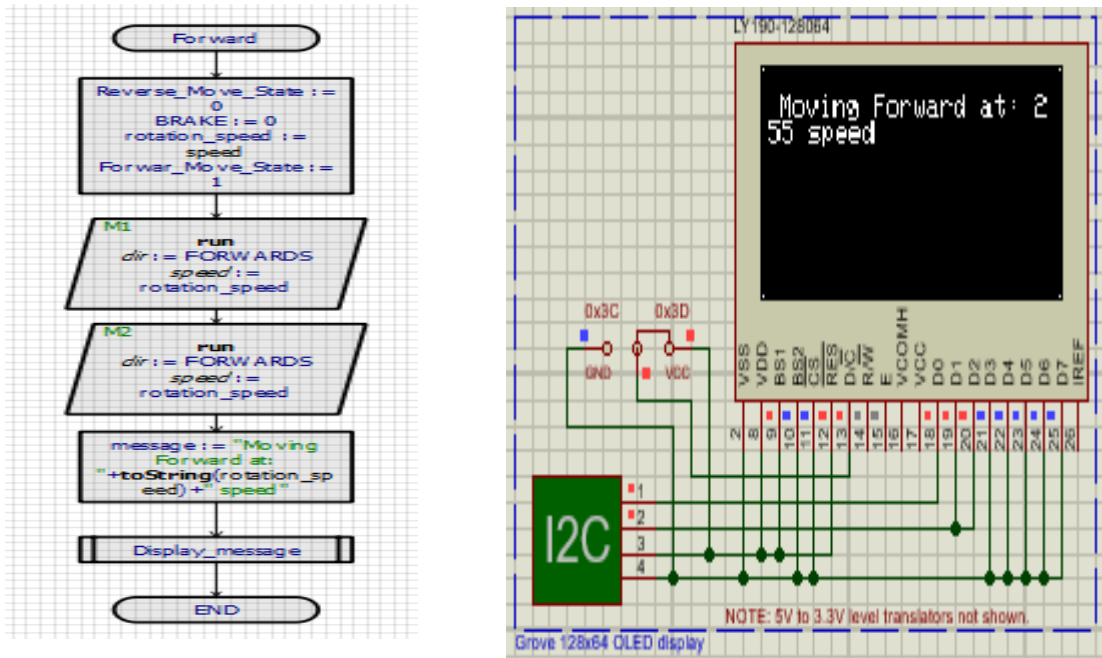 Forward
Reverse_Move_State :=
0
BRAKE := 0
rotation_speed :=
speed
Forwar_Move_State :=
1
M1
run
dir := FORWARDS
speed :=
rotation_speed
M2
run
dir := FORWARDS
speed :=
rotation_speed
message := "Moving
Forward at:
"+toString(rotation_sp
eed)+" speed"
Display_message
END
LY190-128064
Moving Forward at: 2
55 speed
0x3C 0x3D
GND VCC
VSS
VDD
BS1
BS2
CS
RES
D/C
R/W
E
VCOMH
VCC
D0
D1
D2
D3
D4
D5
D6
D7
IREF
2
8
9
10
11
12
13
14
15
16
17
18
19
20
21
22
23
24
25
26
I2C
1
2
3
4
NOTE: 5V to 3.3V level translators not shown.
Grove 128x64 OLED display